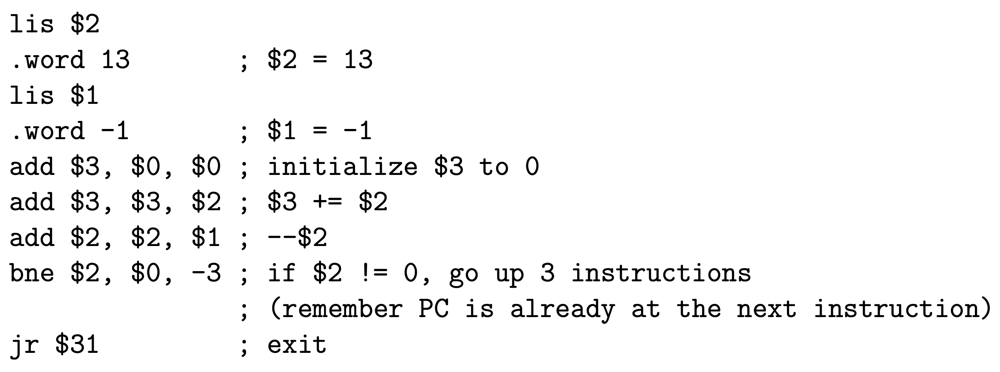 lis $2
.word 13       ; $2 = 13
lis $1
.word -1       ; $1 = -1
add $3, $0, $0 ; initialize $3 to 0
add $3, $3, $2 ; $3 += $2
add $2, $2, $1 ; --$2
bne $2, $0, -3 ; if $2 != 0, go up 3 instructions
               ; (remember PC is already at the next instruction)
jr $31         ; exit